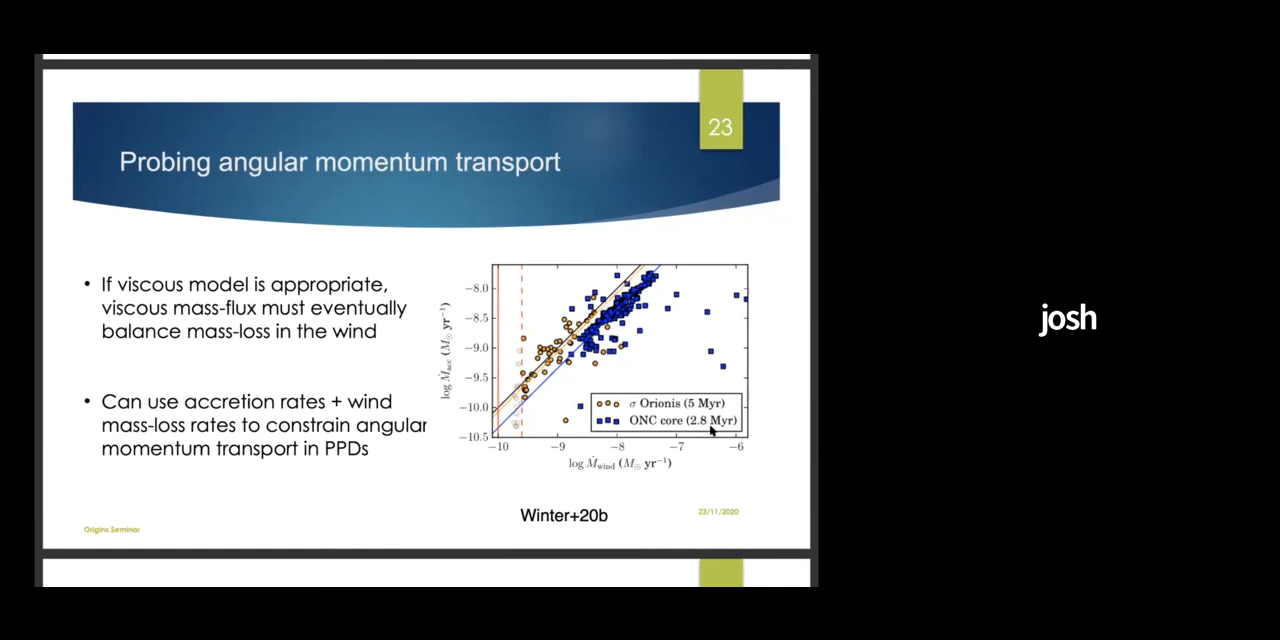 23
Probing angular momentum transport
• If viscous model is appropriate,
viscous mass-flux must eventually
balance mass-loss in the wind
• Can use accretion rates + wind
mass-loss rates to constrain angular
momentum transport in PPDs
log Ṁacc (M⊙ yr⁻¹)
−8.0
−8.5
−9.0
−9.5
−10.0
−10.5
σ Orionis (5 Myr)
ONC core (2.8 Myr)
−10 −9 −8 −7 −6
log Ṁwind (M⊙ yr⁻¹)
Winter+20b
23/11/2020
Origins Seminar
josh